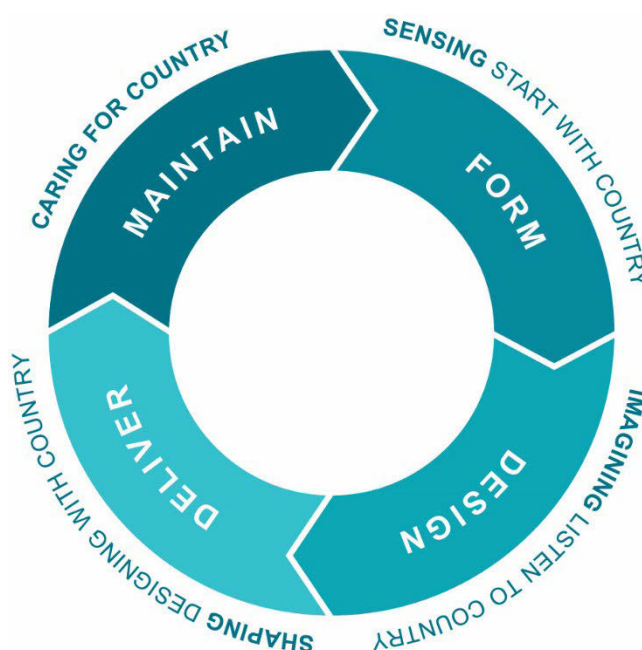 SENSING START WITH COUNTRY
FORM
IMAGINING LISTEN TO COUNTRY
DESIGN
SHAPING DESIGNING WITH COUNTRY
DELIVER
CARING FOR COUNTRY
MAINTAIN